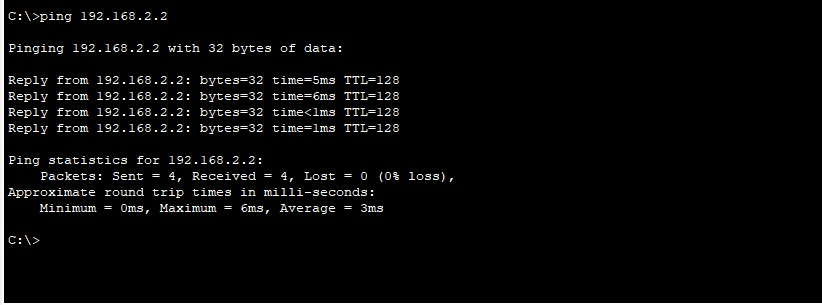 C:\>ping 192.168.2.2
Pinging 192.168.2.2 with 32 bytes of data:
Reply from 192.168.2.2: bytes=32 time=5ms TTL=128
Reply from 192.168.2.2: bytes=32 time=6ms TTL=128
Reply from 192.168.2.2: bytes=32 time<1ms TTL=128
Reply from 192.168.2.2: bytes=32 time=1ms TTL=128
Ping statistics for 192.168.2.2:
Packets: Sent = 4, Received = 4, Lost = 0 (0% loss),
Approximate round trip times in milli-seconds:
Minimum = 0ms, Maximum = 6ms, Average = 3ms
C:\>